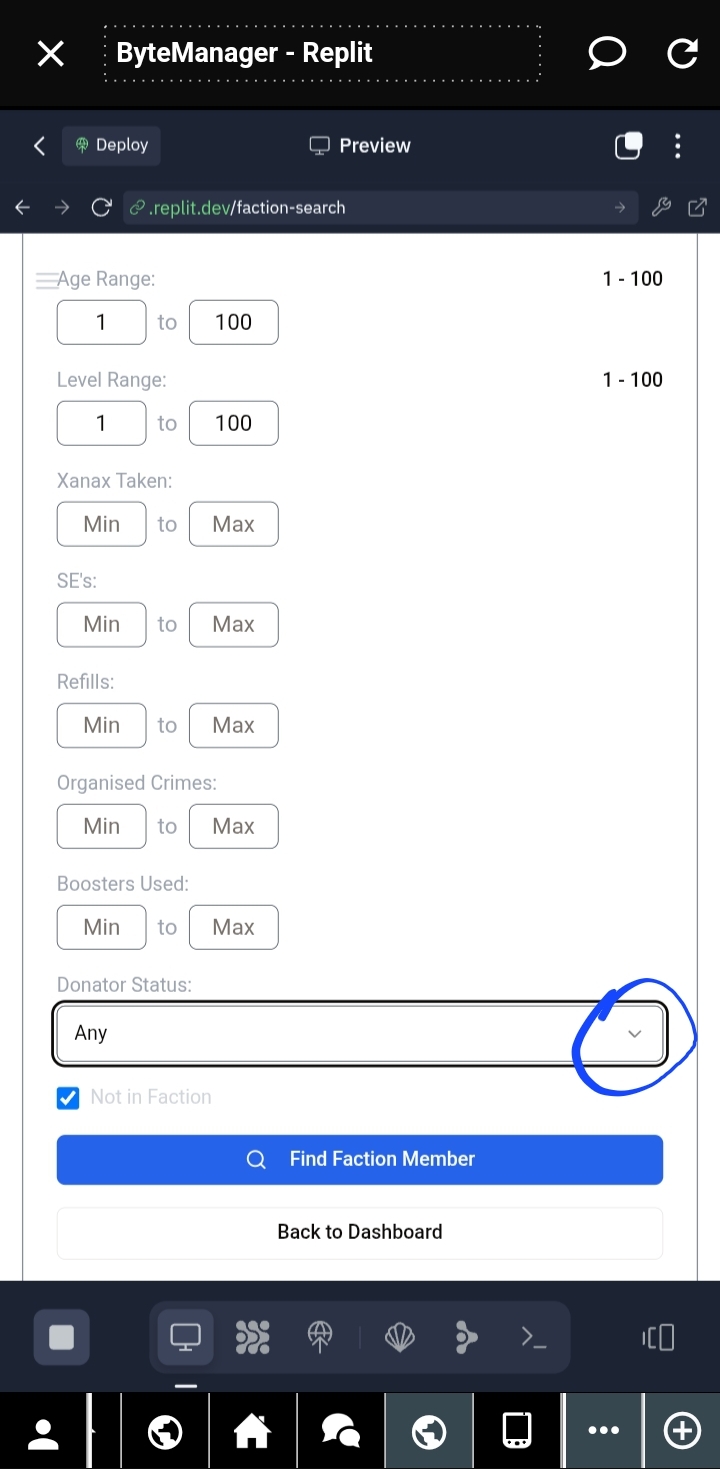 ByteManager - Replit
Deploy
Preview
.replit.dev/faction-search
Age Range: 1 - 100
1 to 100
Level Range: 1 - 100
1 to 100
Xanax Taken:
Min to Max
SE's:
Min to Max
Refills:
Min to Max
Organised Crimes:
Min to Max
Boosters Used:
Min to Max
Donator Status:
Any
Not in Faction
Find Faction Member
Back to Dashboard